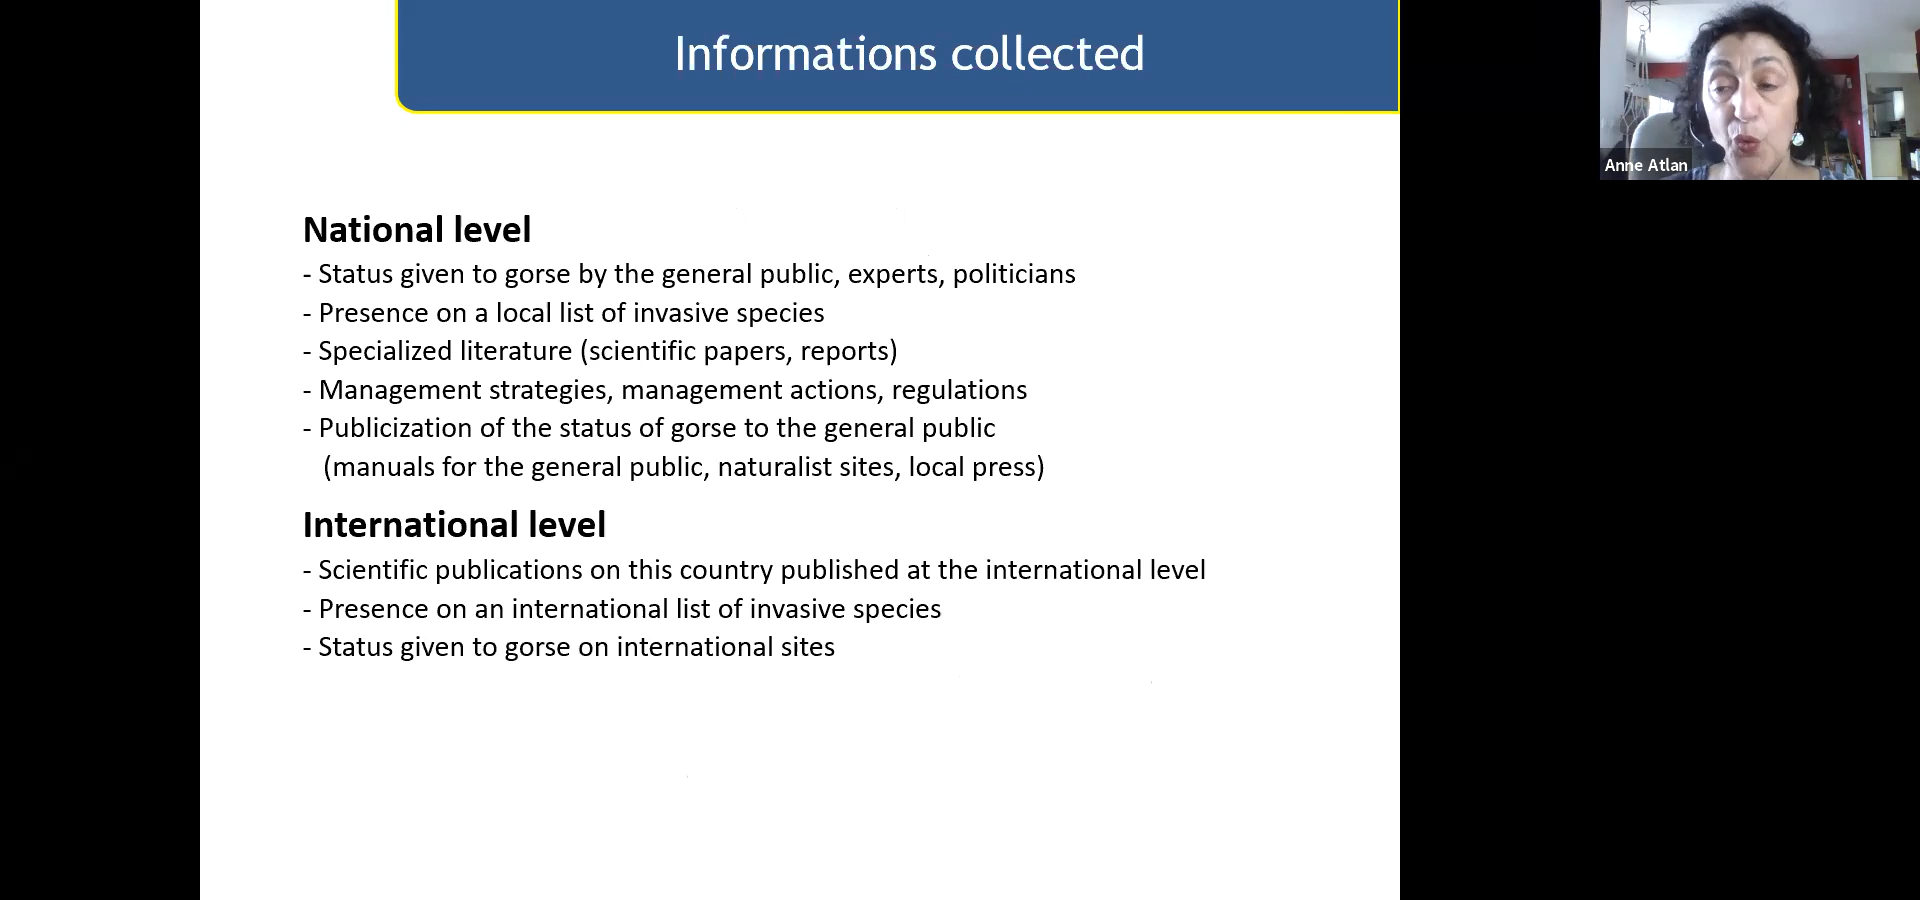 Informations collected
Anne Atlan
National level
- Status given to gorse by the general public, experts, politicians
- Presence on a local list of invasive species
- Specialized literature (scientific papers, reports)
- Management strategies, management actions, regulations
- Publicization of the status of gorse to the general public
(manuals for the general public, naturalist sites, local press)
International level
- Scientific publications on this country published at the international level
- Presence on an international list of invasive species
- Status given to gorse on international sites